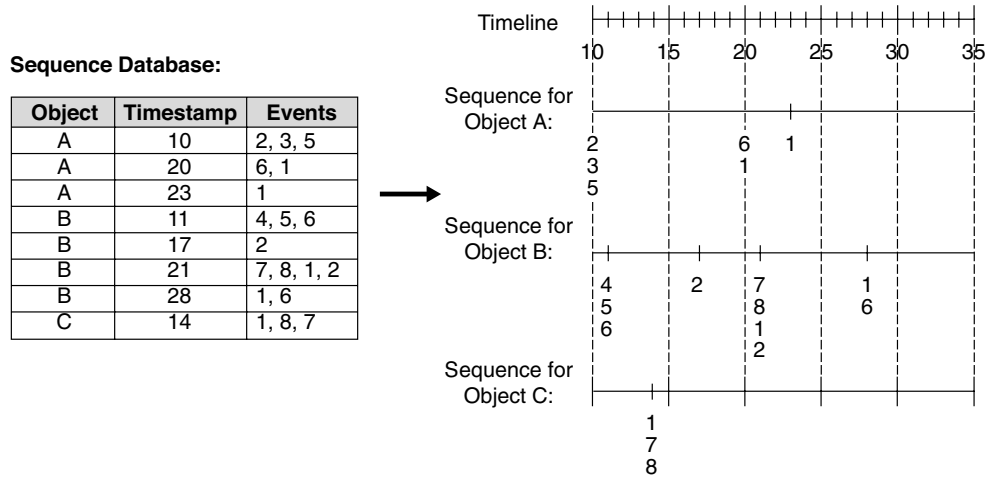 Sequence Database:
Object Timestamp Events
A 10 2, 3, 5
A 20 6, 1
A 23 1
B 11 4, 5, 6
B 17 2
B 21 7, 8, 1, 2
B 28 1, 6
C 14 1, 8, 7
Timeline
10 15 20 25 30 35
Sequence for
Object A:
2 6 1
3 1
5
Sequence for
Object B:
4 2 7 1
5 8 6
6 1
2
Sequence for
Object C:
1
7
8